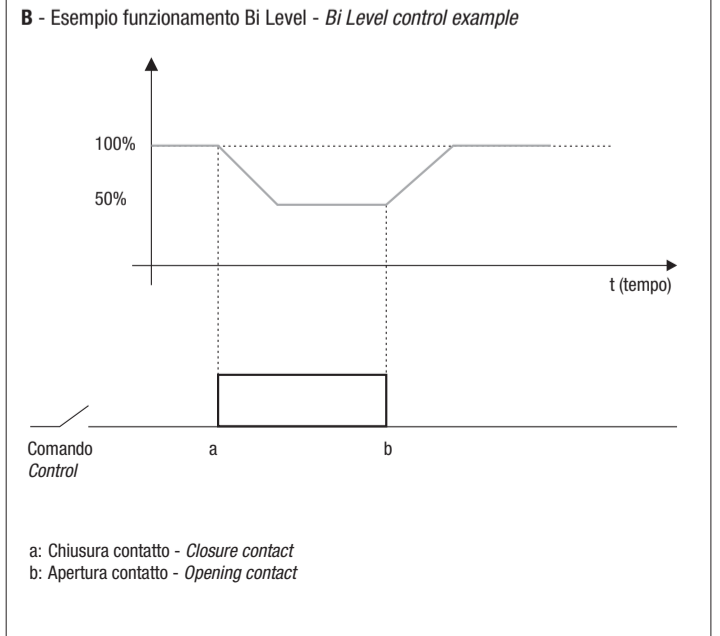 B - Esempio funzionamento Bi Level - Bi Level control example
100%
50%
t (tempo)
Comando
Control
a
b
a: Chiusura contatto - Closure contact
b: Apertura contatto - Opening contact